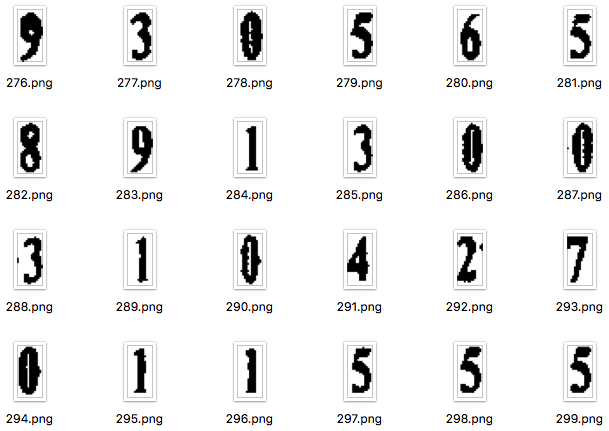 9 3 0 5 6 5
276.png 277.png 278.png 279.png 280.png 281.png
8 9 1 3 0 0
282.png 283.png 284.png 285.png 286.png 287.png
3 1 0 4 2 7
288.png 289.png 290.png 291.png 292.png 293.png
0 1 1 5 5 5
294.png 295.png 296.png 297.png 298.png 299.png